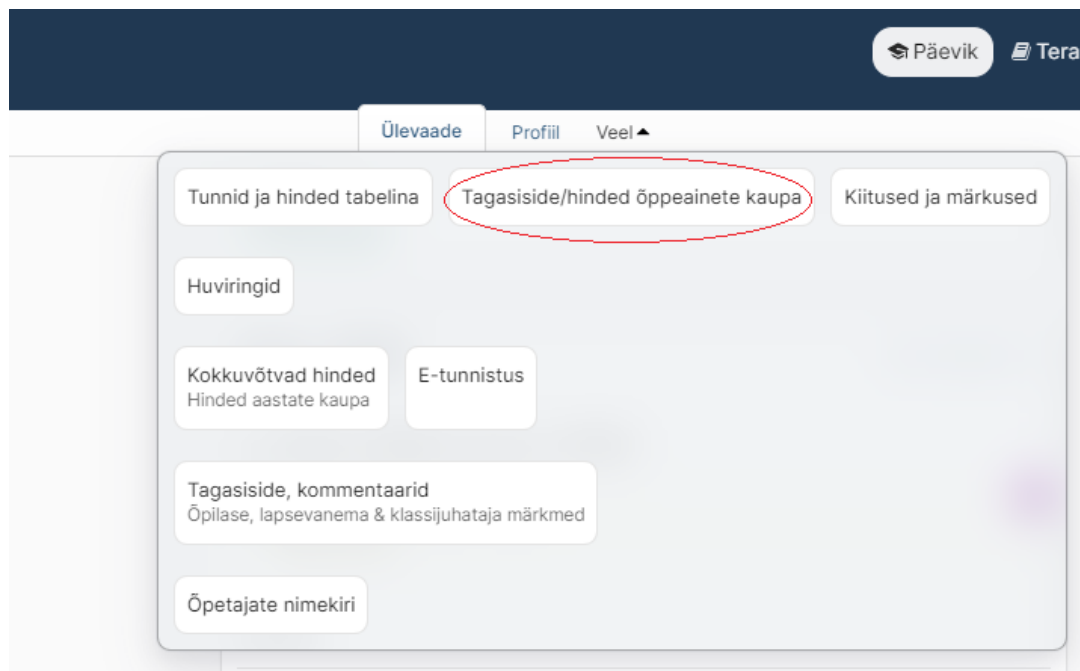 Päevik
Tera
Ülevaade
Profiil
Veel
Tunnid ja hinded tabelina
Tagasiside/hinded õppeainete kaupa
Kiitused ja märkused
Huviringid
Kokkuvõtvad hinded
Hinded aastate kaupa
E-tunnistus
Tagasiside, kommentaarid
Õpilase, lapsevanema & klassijuhataja märkmed
Õpetajate nimekiri